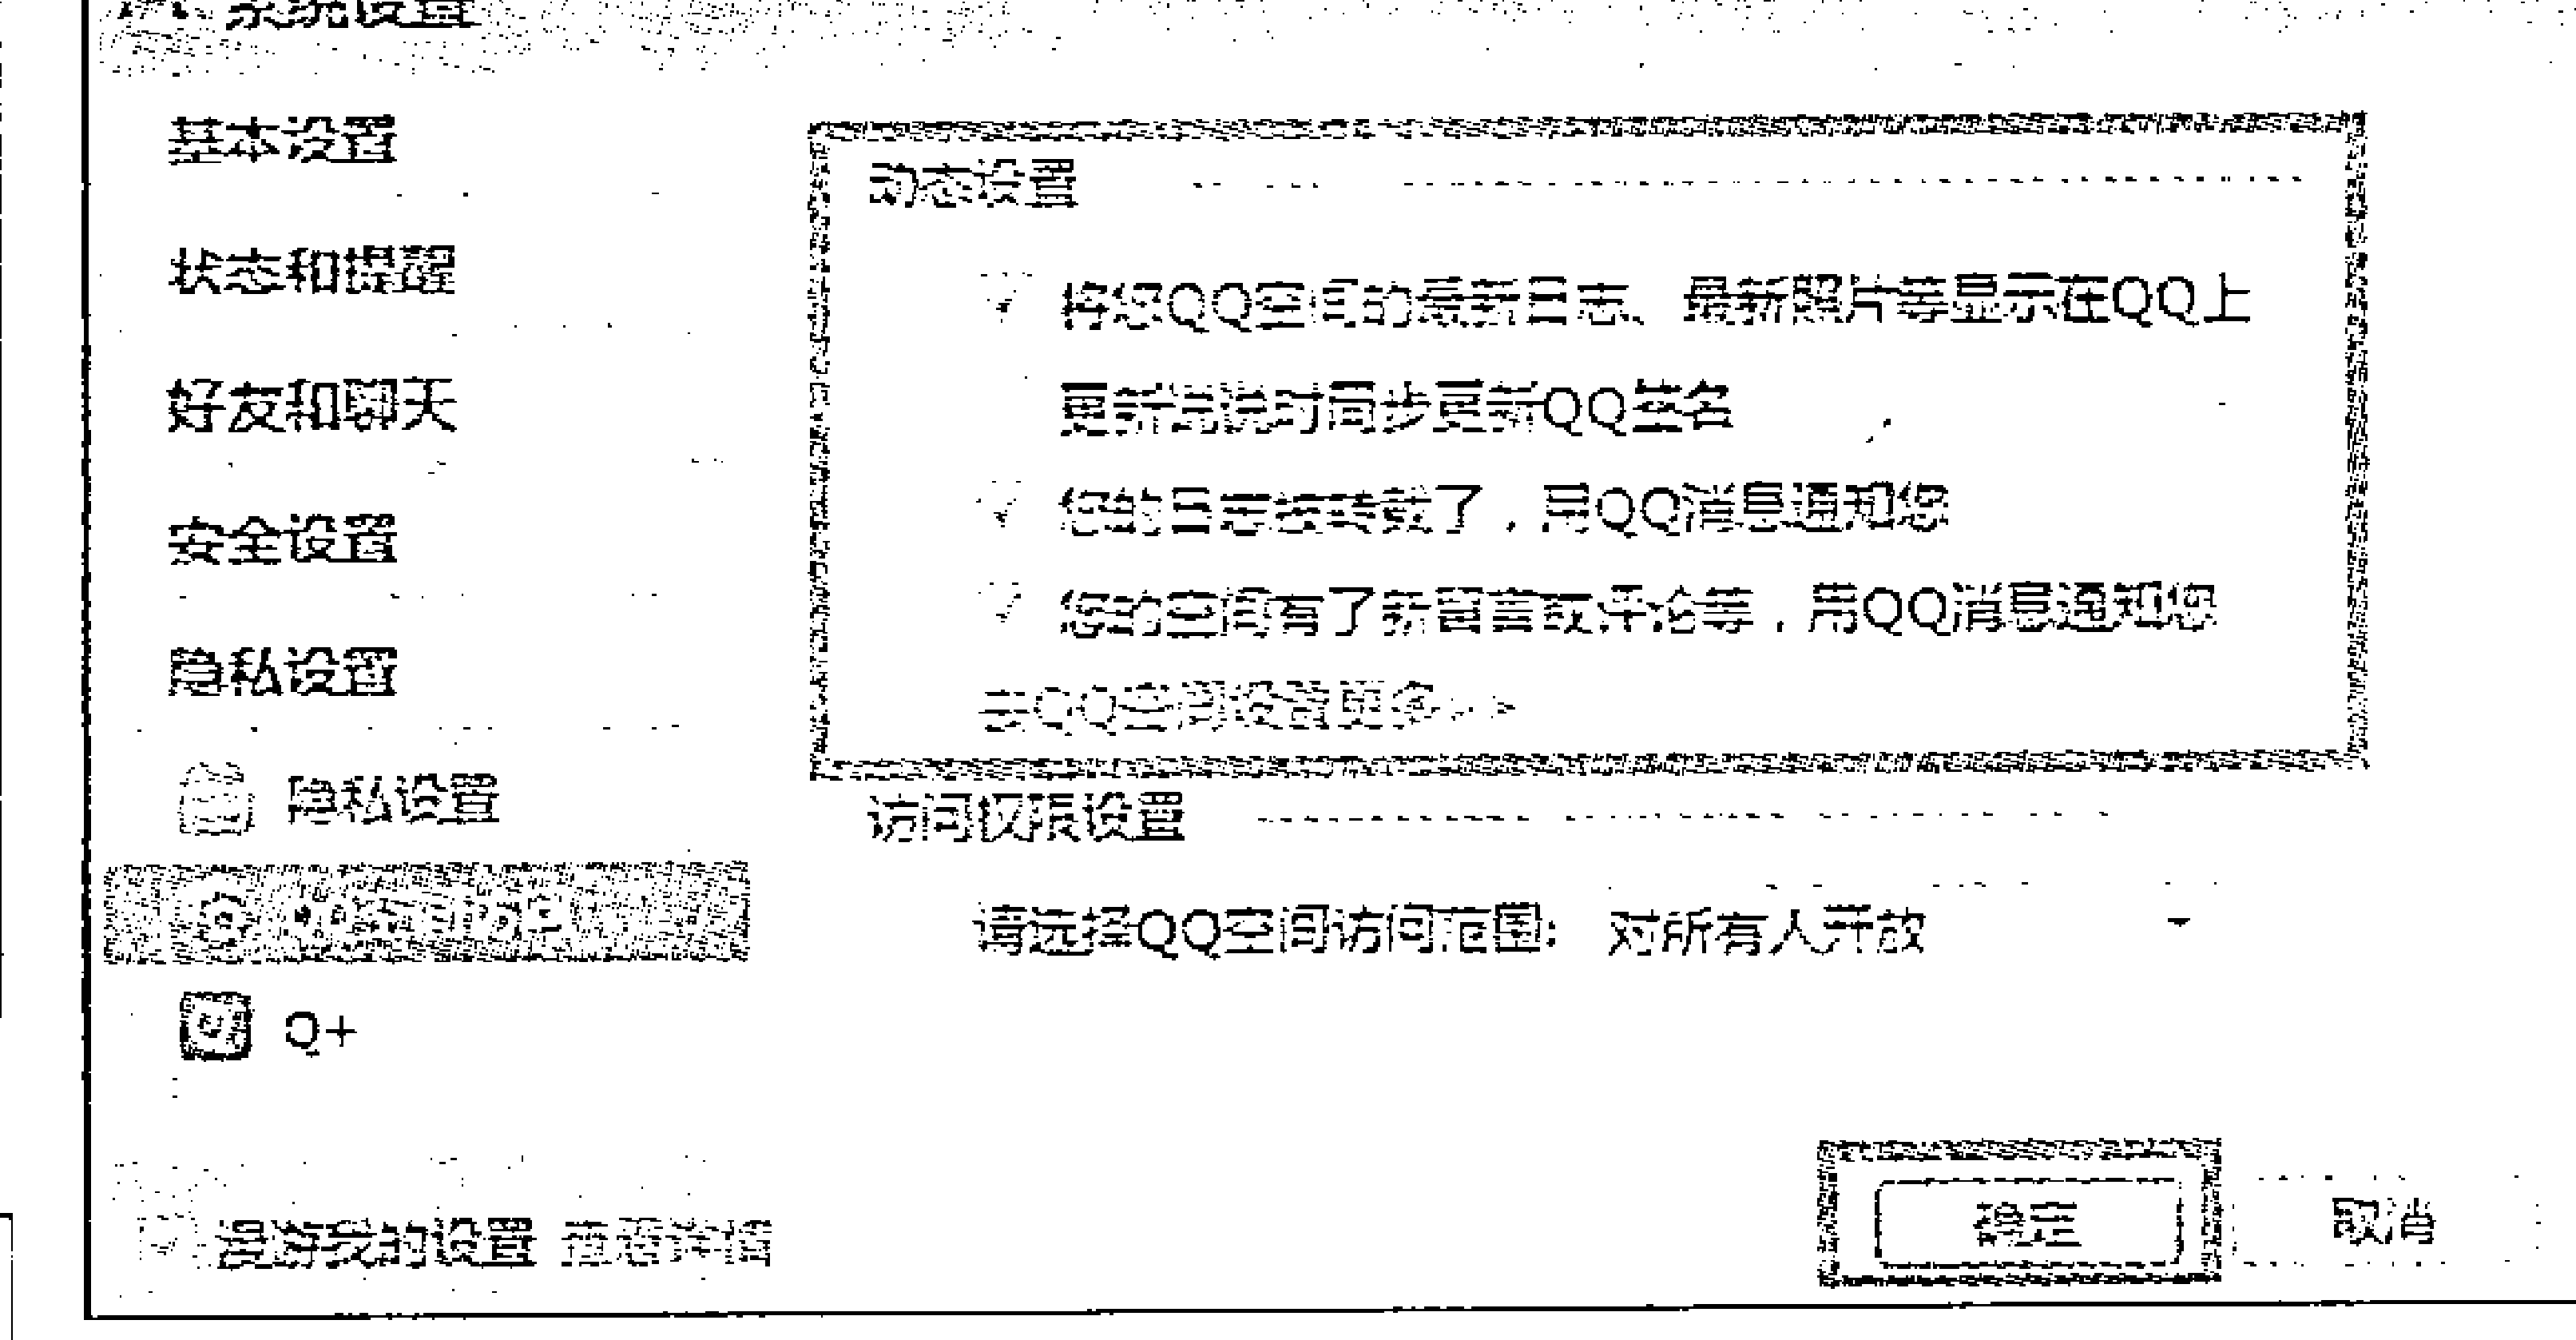 系统设置
基本设置
状态和提醒
好友和聊天
安全设置
隐私设置
隐私设置
Q+
动态设置
将您QQ空间的最新日志、最新照片等显示在QQ上
更新说说时同步更新QQ签名
您的日志被转载了，用QQ消息通知您
您的空间有了新留言或评论等，用QQ消息通知您
去QQ空间设置更多>>
访问权限设置
请选择QQ空间访问范围: 对所有人开放
漫游我的设置 查看详情
确定
取消